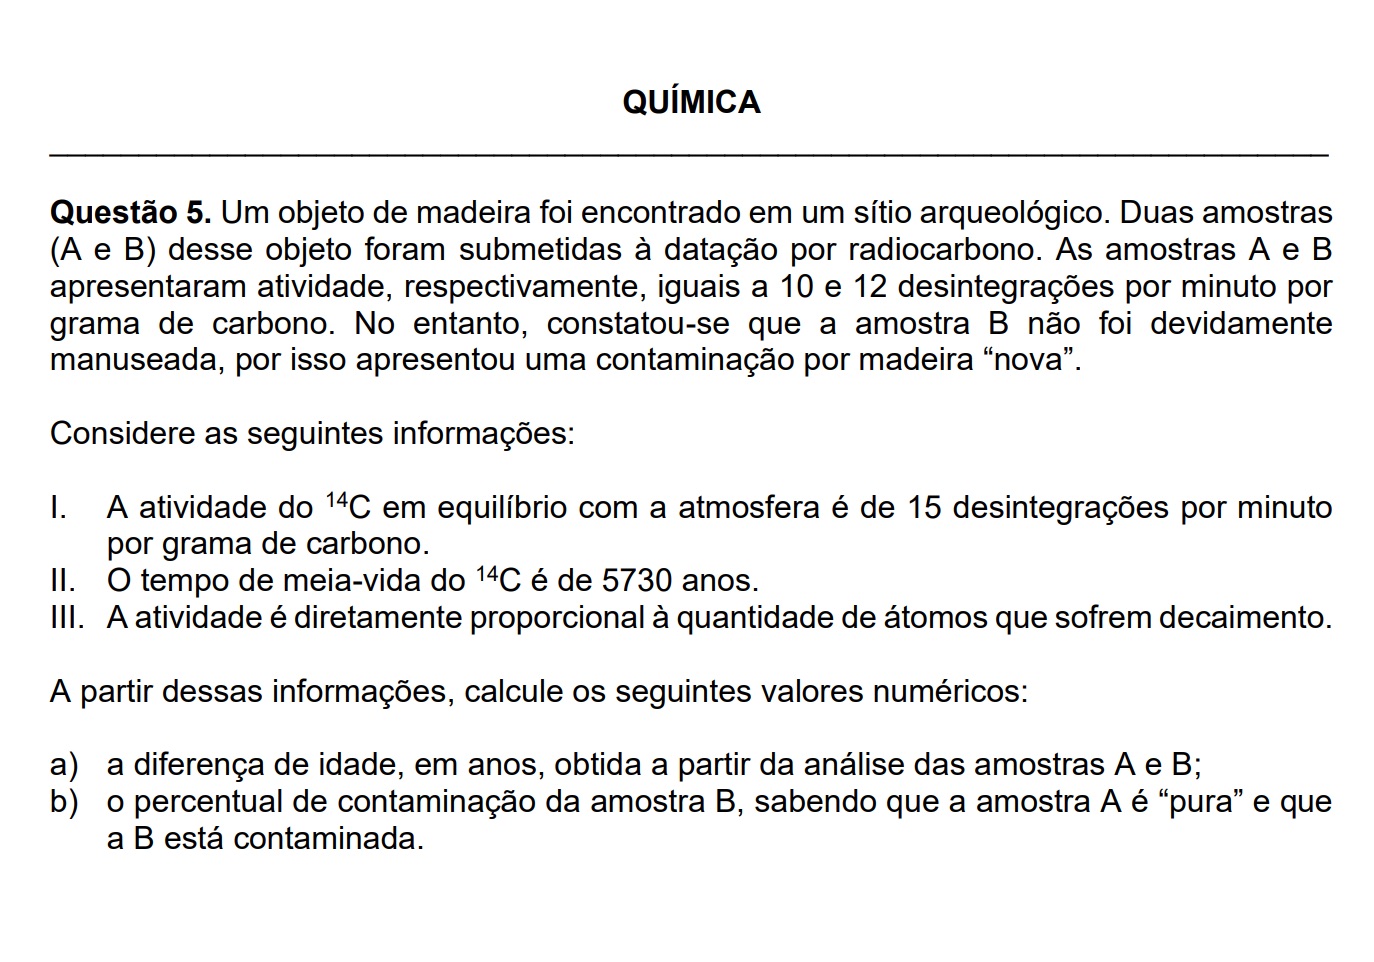 QUÍMICA
Questão 5. Um objeto de madeira foi encontrado em um sítio arqueológico. Duas amostras
(A e B) desse objeto foram submetidas à datação por radiocarbono. As amostras A e B
apresentaram atividade, respectivamente, iguais a 10 e 12 desintegrações por minuto por
grama de carbono. No entanto, constatou-se que a amostra B não foi devidamente
manuseada, por isso apresentou uma contaminação por madeira “nova”.
Considere as seguintes informações:
I. A atividade do ¹⁴C em equilíbrio com a atmosfera é de 15 desintegrações por minuto
por grama de carbono.
II. O tempo de meia-vida do ¹⁴C é de 5730 anos.
III. A atividade é diretamente proporcional à quantidade de átomos que sofrem decaimento.
A partir dessas informações, calcule os seguintes valores numéricos:
a) a diferença de idade, em anos, obtida a partir da análise das amostras A e B;
b) o percentual de contaminação da amostra B, sabendo que a amostra A é “pura” e que
a B está contaminada.